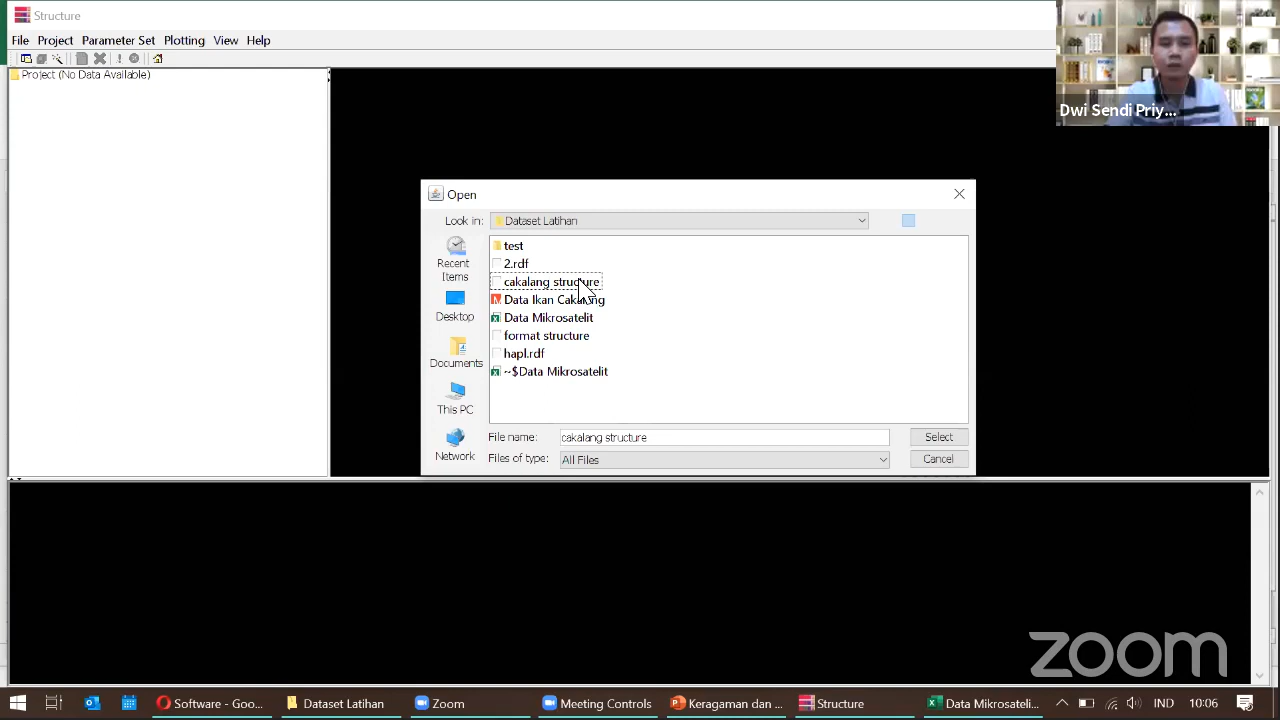 Structure
File Project Parameter Set Plotting View Help
Project (No Data Available)
Dwi Sendi Priy...
Open
Look in: Dataset Latihan
Recent Items
Desktop
Documents
This PC
Network
test
2.rdf
cakalang structure
Data Ikan Cakalang
Data Mikrosatelit
format structure
hapl.rdf
~$Data Mikrosatelit
File name: cakalang structure Select
Files of type: All Files Cancel
zoom
Software - Goo... Dataset Latihan Zoom Meeting Controls Keragaman dan ... Structure Data Mikrosateli... IND 10:06